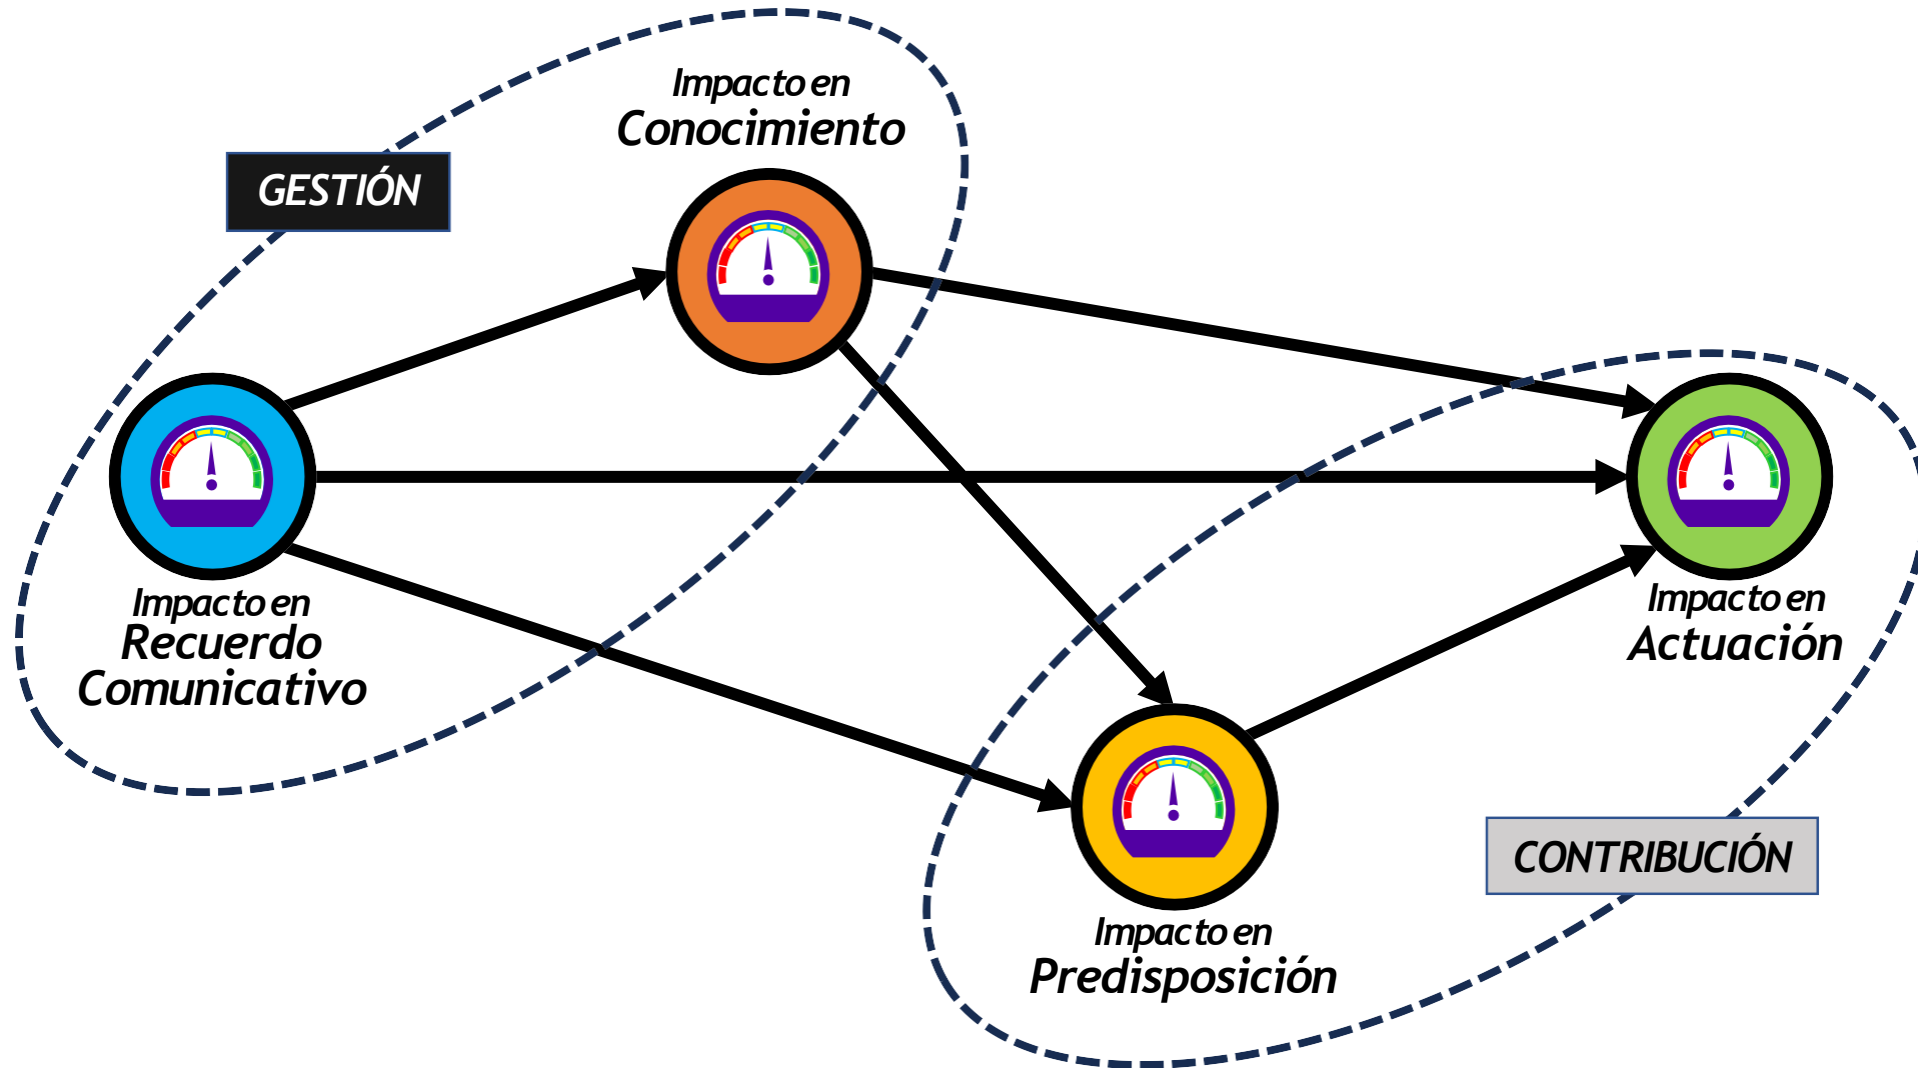 Impacto en
Conocimiento
GESTIÓN
Impacto en
Recuerdo
Comunicativo
Impacto en
Actuación
CONTRIBUCIÓN
Impacto en
Predisposición